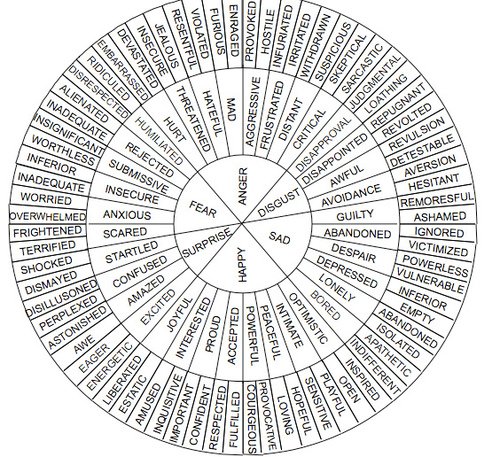 ANGER
DISGUST
SAD
HAPPY
SURPRISE
FEAR
MAD
AGGRESSIVE
FRUSTRATED
DISTANT
CRITICAL
DISAPPROVAL
DISAPPOINTED
AWFUL
AVOIDANCE
GUILTY
ABANDONED
DESPAIR
DEPRESSED
LONELY
BORED
OPTIMISTIC
INTIMATE
PEACEFUL
POWERFUL
ACCEPTED
PROUD
INTERESTED
JOYFUL
EXCITED
AMAZED
CONFUSED
STARTLED
SCARED
ANXIOUS
INSECURE
SUBMISSIVE
REJECTED
HUMILIATED
HURT
THREATENED
HATEFUL
ENRAGED
PROVOKED
HOSTILE
INFURIATED
IRRITATED
WITHDRAWN
SUSPICIOUS
SKEPTICAL
SARCASTIC
JUDGMENTAL
LOATHING
REPUGNANT
REVOLTED
REVULSION
DETESTABLE
AVERSION
HESITANT
REMORESFUL
ASHAMED
IGNORED
VICTIMIZED
POWERLESS
VULNERABLE
INFERIOR
EMPTY
ABANDONED
ISOLATED
APATHETIC
INDIFFERENT
INSPIRED
OPEN
PLAYFUL
SENSITIVE
HOPEFUL
LOVING
PROVOCATIVE
COURGEOUS
FULFILLED
RESPECTED
CONFIDENT
IMPORTANT
INQUISITIVE
AMUSED
ESTATIC
LIBERATED
ENERGETIC
EAGER
AWE
ASTONISHED
PERPLEXED
DISILLUSONED
DISMAYED
SHOCKED
TERRIFIED
FRIGHTENED
OVERWHELMED
WORRIED
INADEQUATE
INFERIOR
WORTHLESS
INSIGNIFICANT
INADEQUATE
ALIENATED
DISRESPECTED
RIDICULED
EMBARRASSED
DEVASTATED
INSECURE
JEALOUS
RESENTFUL
VIOLATED
FURIOUS